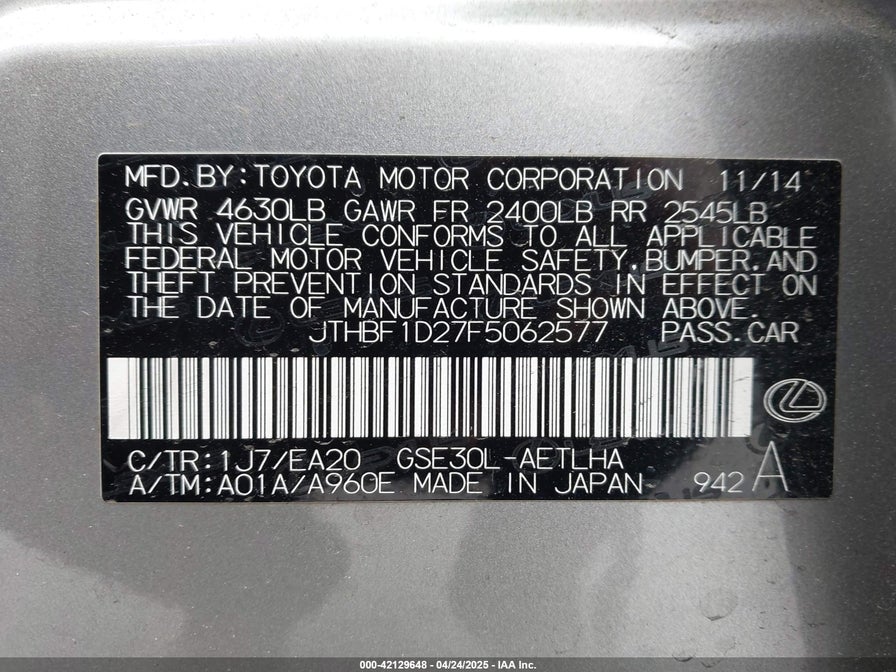 MFD.BY:TOYOTA MOTOR CORPORATION 11/14
GVWR 4630LB GAWR FR 2400LB RR 2545LB
THIS VEHICLE CONFORMS TO ALL APPLICABLE
FEDERAL MOTOR VEHICLE SAFETY,BUMPER,AND
THEFT PREVENTION STANDARDS IN EFFECT ON
THE DATE OF MANUFACTURE SHOWN ABOVE.
JTHBF1D27F5062577 PASS.CAR
C/TR:1J7/EA20 GSE30L-AETLHA
A/TM:A01A/A960E MADE IN JAPAN 942 A
000-42129648 - 04/24/2025 - IAA Inc.